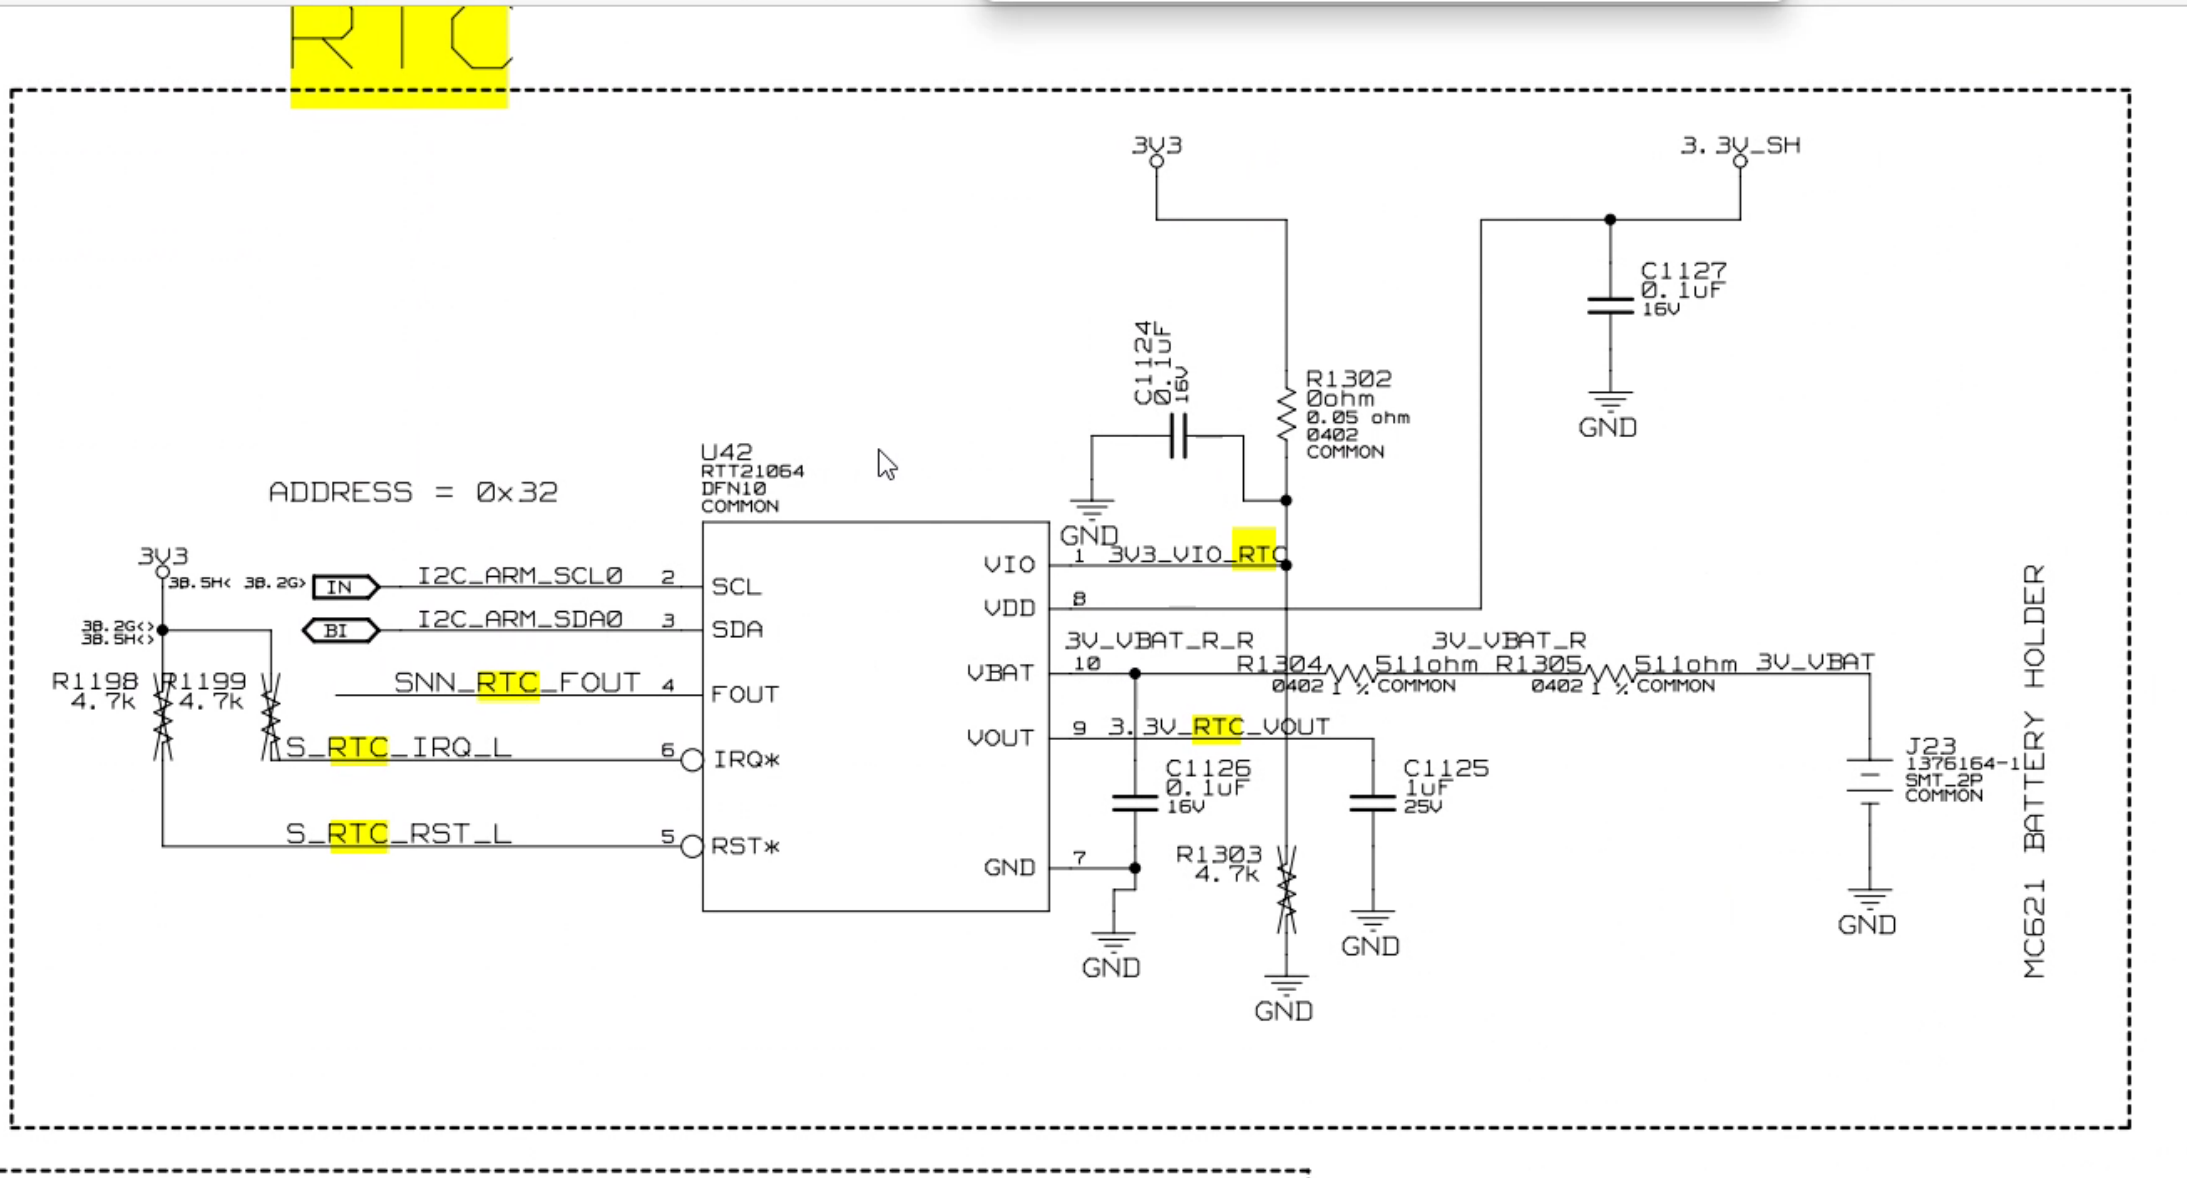 RTC
3V3
3.3V_SH
C1127
0.1uF
16V
GND
C1124
0.1uF
16V
GND
R1302
0ohm
0.05 ohm
0402
COMMON
U42
RTT21064
DFN10
COMMON
ADDRESS = 0x32
3V3
38.5H< 38.2G>
IN
I2C_ARM_SCL0
2
SCL
38.2G<>
38.5H<>
BI
I2C_ARM_SDA0
3
SDA
R1198
4.7k
R1199
4.7k
SNN_RTC_FOUT
4
FOUT
S_RTC_IRQ_L
6
IRQ*
S_RTC_RST_L
5
RST*
VIO
1
3V3_VIO_RTC
VDD
8
VBAT
10
3V_VBAT_R_R
R1304
511ohm
0402
1 %
COMMON
3V_VBAT_R
R1305
511ohm
0402
1 %
COMMON
3V_VBAT
VOUT
9
3.3V_RTC_VOUT
C1126
0.1uF
16V
C1125
1uF
25V
GND
7
R1303
4.7k
GND
GND
GND
J23
1376164-1
SMT_2P
COMMON
GND
MC621 BATTERY HOLDER